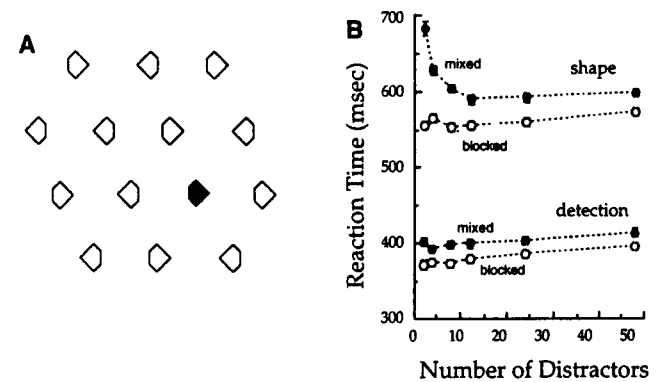 A
B
Reaction Time (msec)
700
600
500
400
300
mixed
shape
blocked
mixed
detection
blocked
0 10 20 30 40 50
Number of Distractors